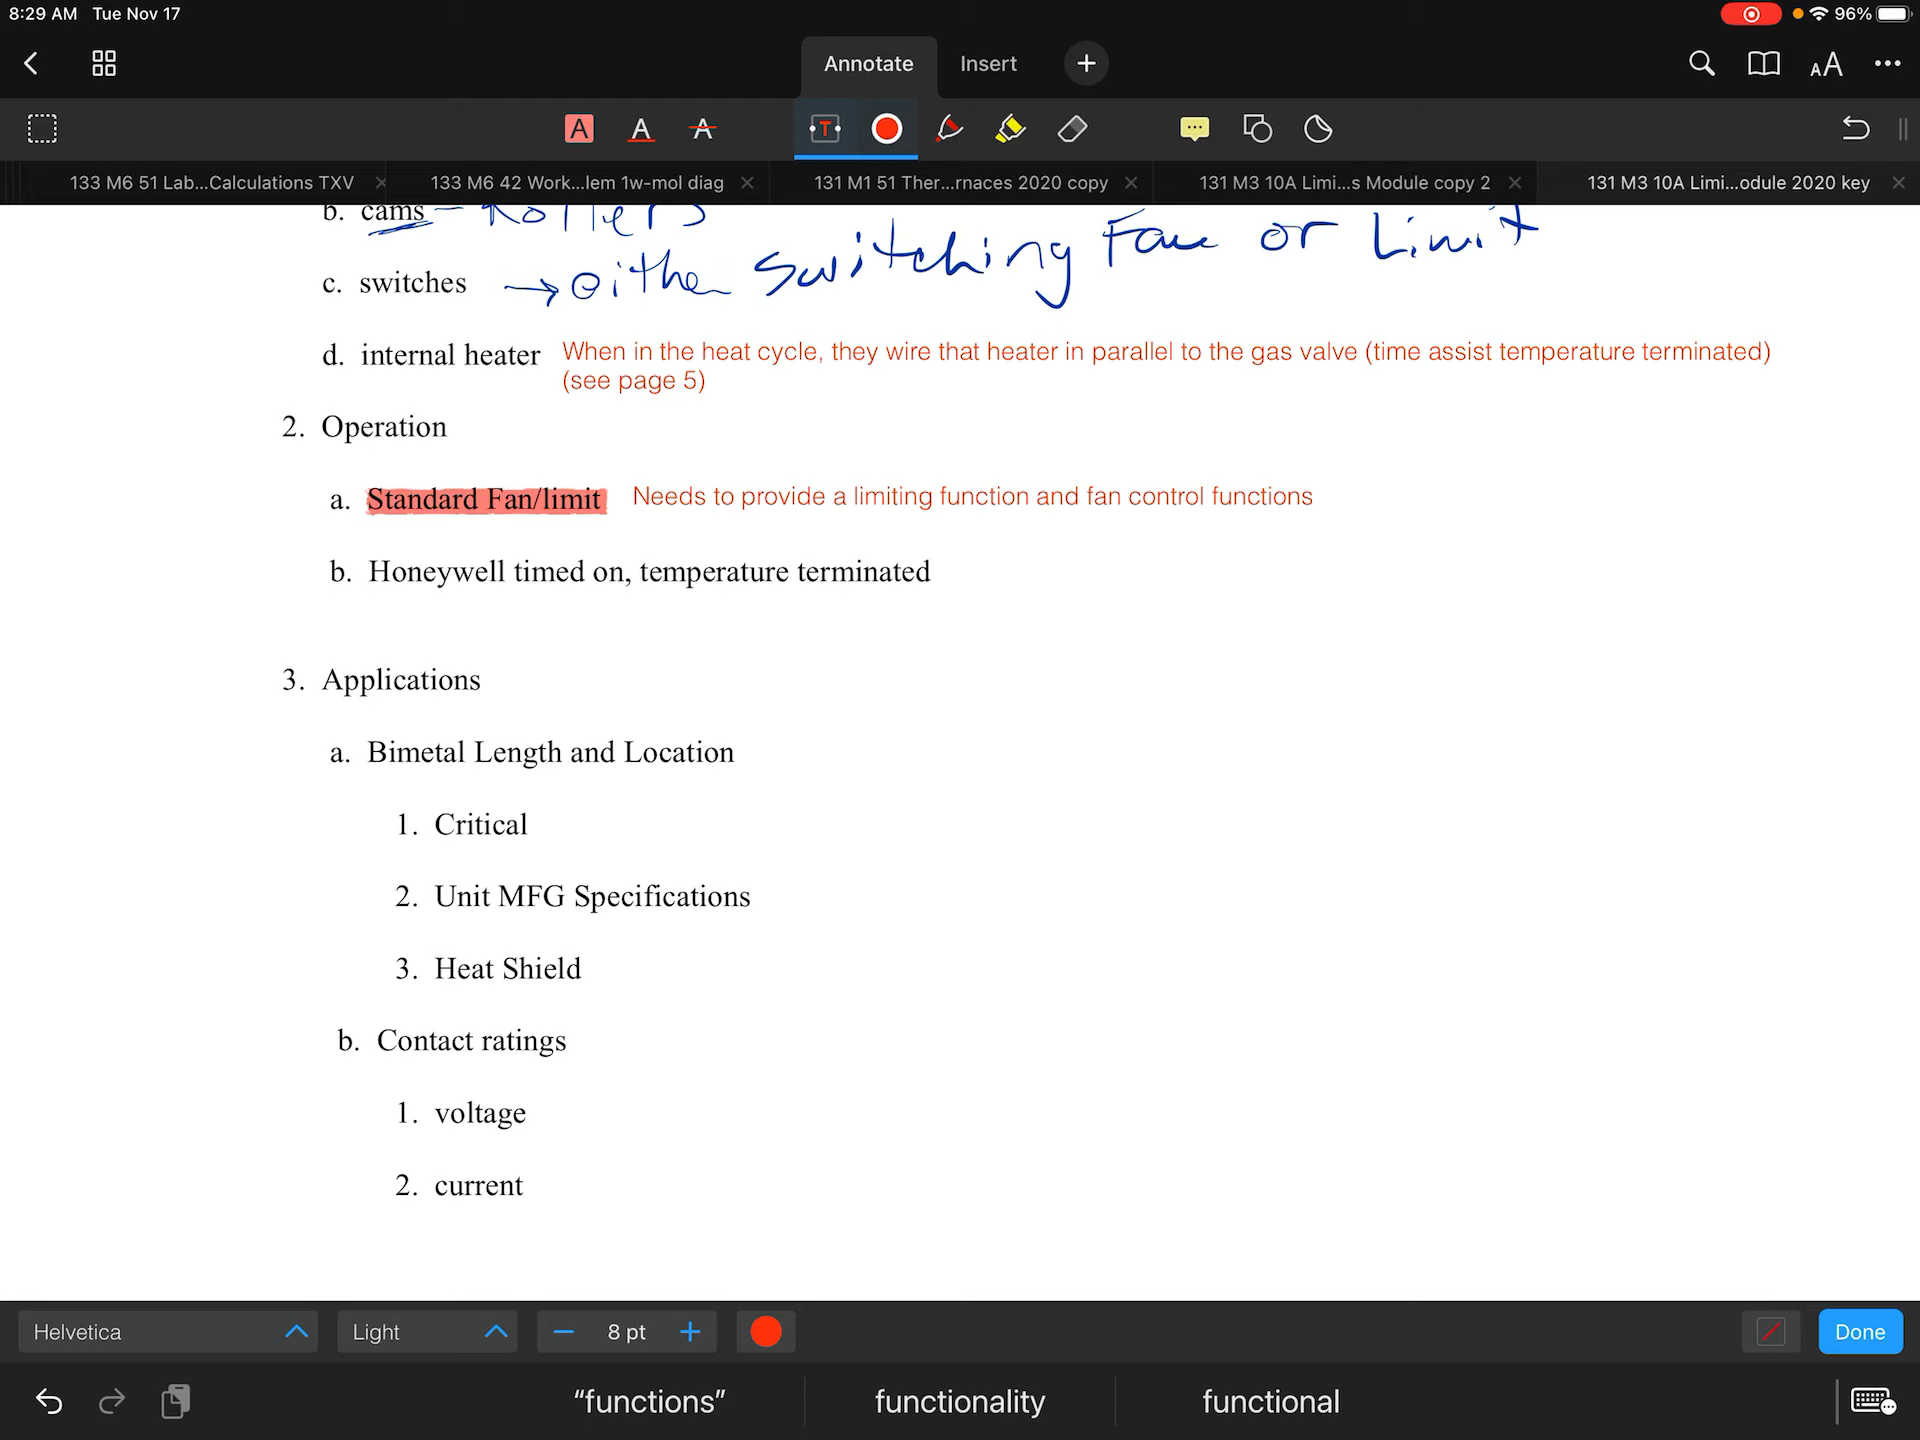 8:29 AM Tue Nov 17
96%
Annotate
Insert
AA
A A A T
133 M6 51 Lab...Calculations TXV
133 M6 42 Work...lem 1w-mol diag
131 M1 51 Ther...rnaces 2020 copy
131 M3 10A Limi...s Module copy 2
131 M3 10A Limi...odule 2020 key
b. cams – Rollers
c. switches → either switching Fan or Limit
d. internal heater When in the heat cycle, they wire that heater in parallel to the gas valve (time assist temperature terminated)
(see page 5)
2. Operation
a. Standard Fan/limit Needs to provide a limiting function and fan control functions
b. Honeywell timed on, temperature terminated
3. Applications
a. Bimetal Length and Location
1. Critical
2. Unit MFG Specifications
3. Heat Shield
b. Contact ratings
1. voltage
2. current
Helvetica
Light
8 pt
Done
“functions”
functionality
functional